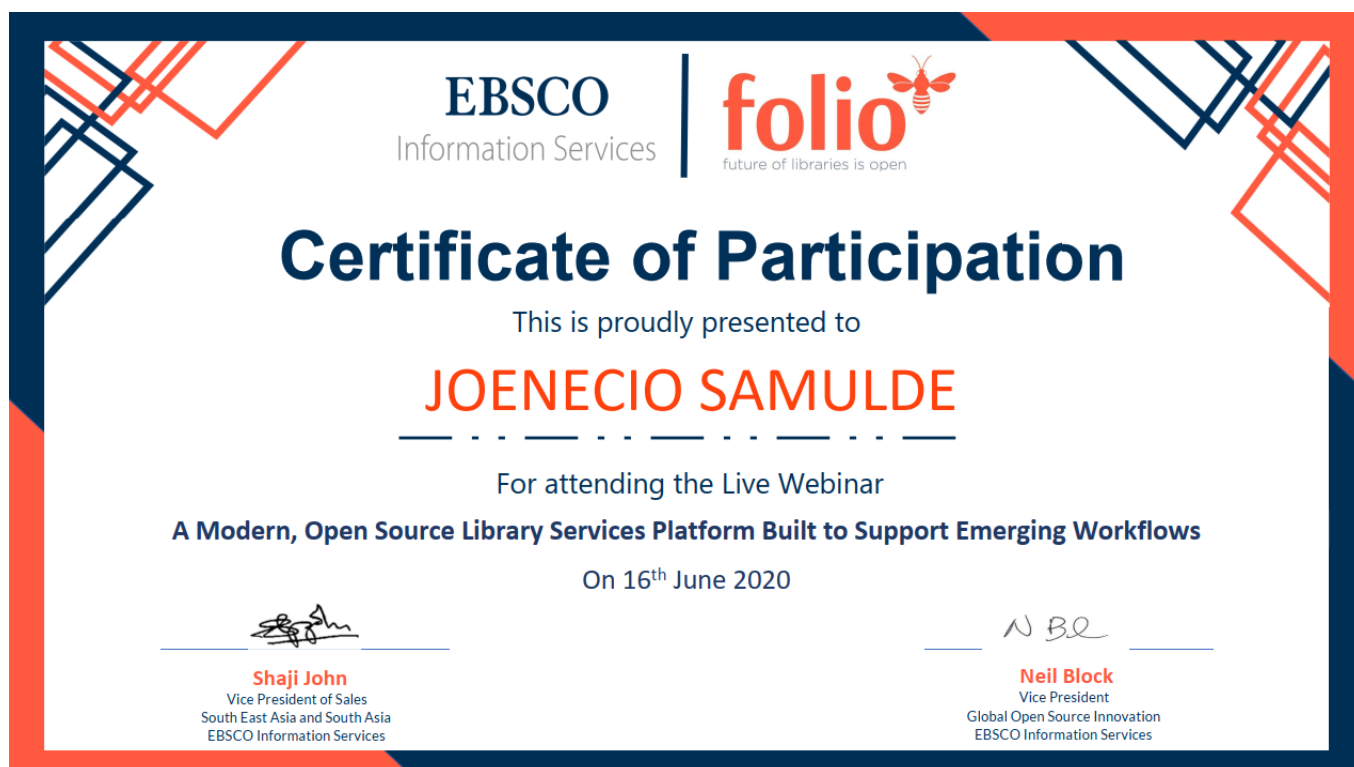 EBSCO
Information Services
folio
future of libraries is open
Certificate of Participation
This is proudly presented to
JOENECIO SAMULDE
For attending the Live Webinar
A Modern, Open Source Library Services Platform Built to Support Emerging Workflows
On 16th June 2020
Shaji John
Vice President of Sales
South East Asia and South Asia
EBSCO Information Services
N Bl
Neil Block
Vice President
Global Open Source Innovation
EBSCO Information Services